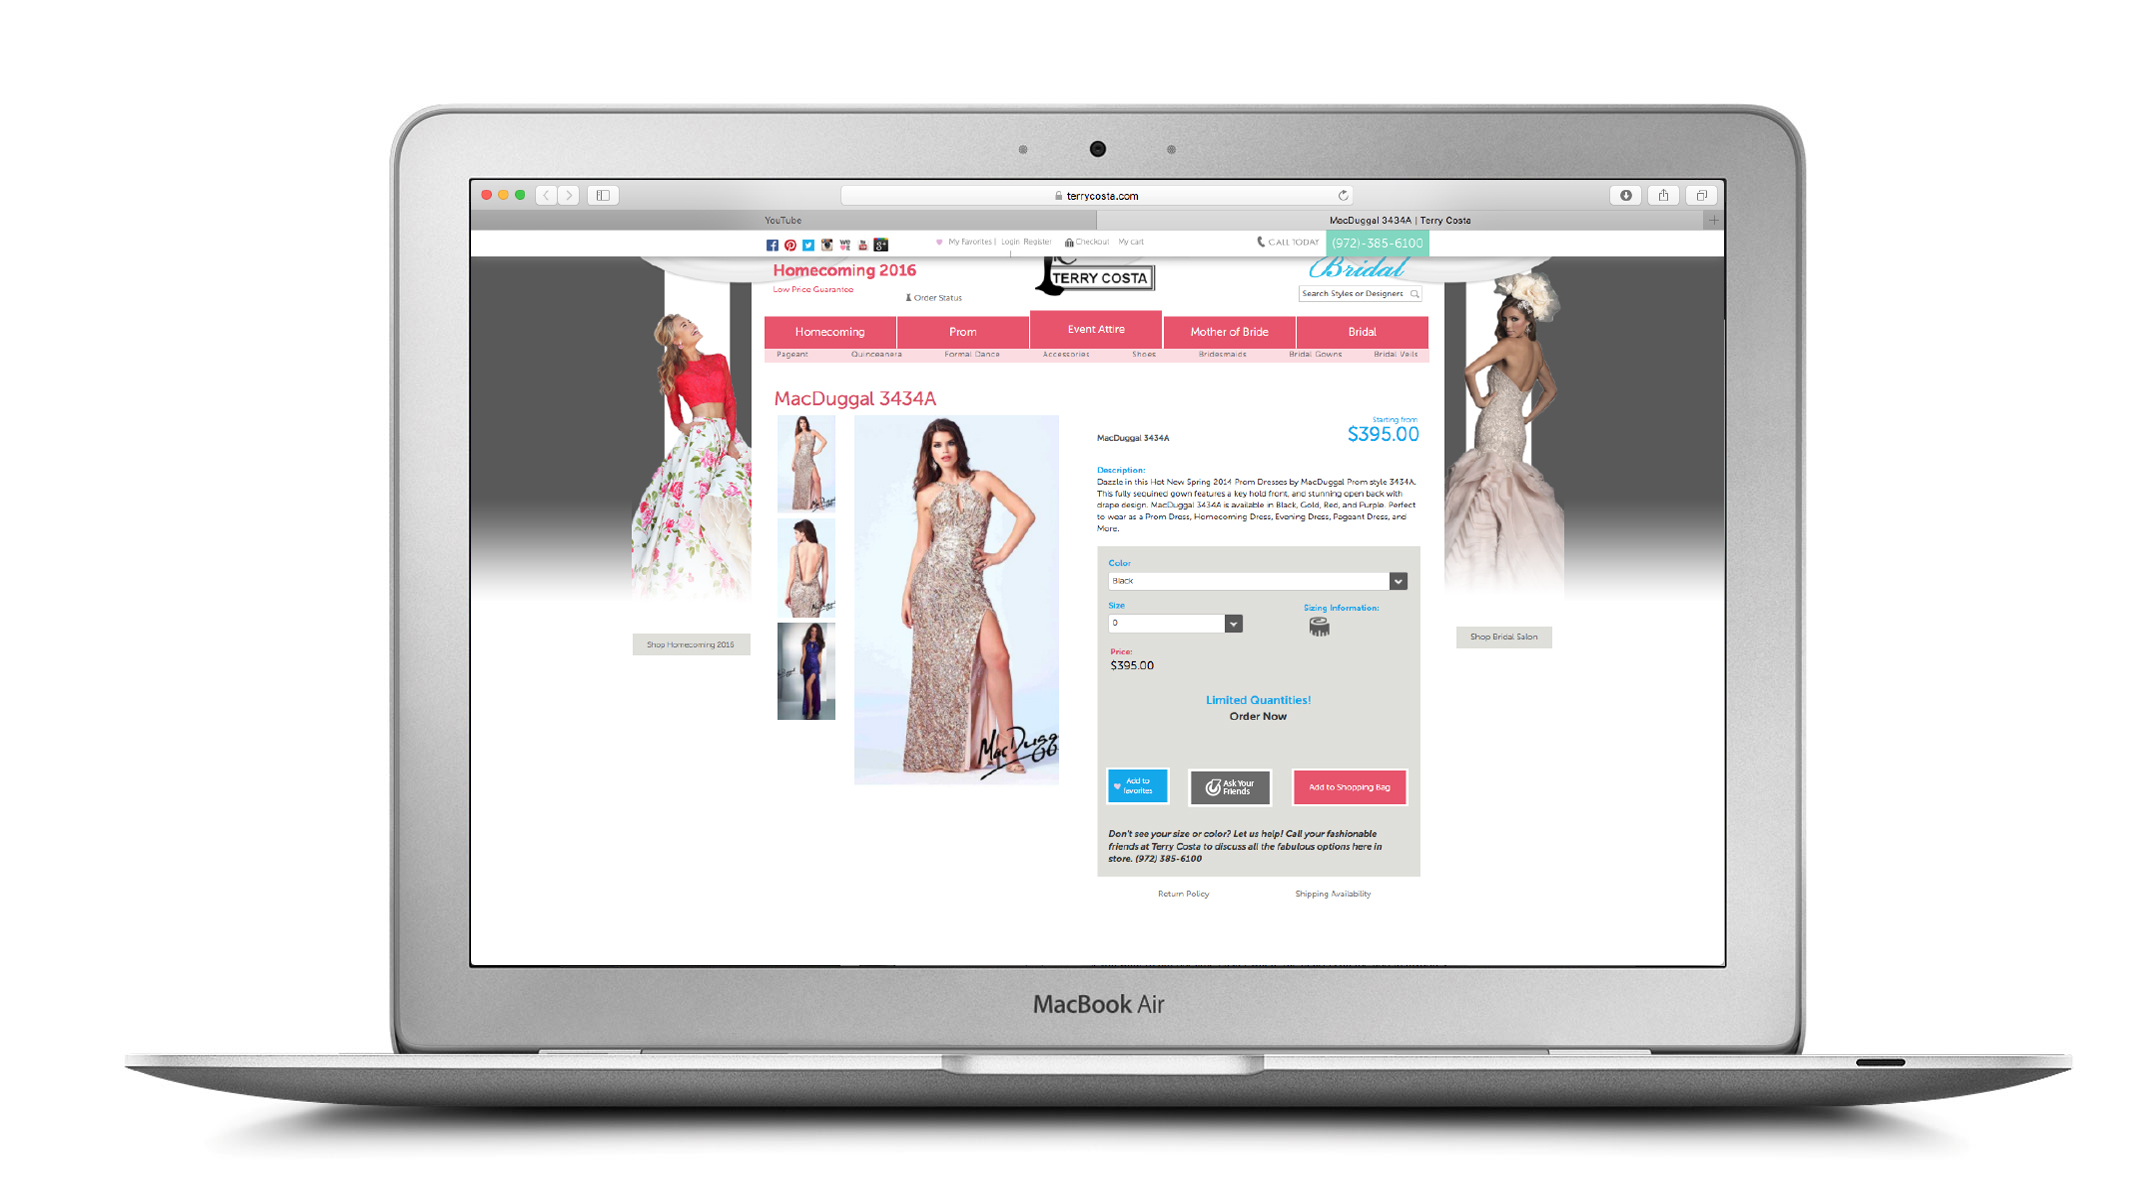 terrycosta.com
YouTube
MacDuggal 3434A | Terry Costa
My Favorites | Login Register Checkout My cart
CALL TODAY (972)-385-6100
Homecoming 2016
Low Price Guarantee
Order Status
TERRY COSTA
Bridal
Search Styles or Designers
Homecoming Prom Event Attire Mother of Bride Bridal
Pageant Quinceanera Formal Dance Accessories Shoes Bridesmaids Bridal Gowns Bridal Veils
MacDuggal 3434A
Starting from
$395.00
MacDuggal 3434A
Description:
Dazzle in this Hot New Spring 2014 Prom Dresses by MacDuggal Prom style 3434A.
This fully sequined gown features a key hold front, and stunning open back with
drape design. MacDuggal 3434A is available in Black, Gold, Red, and Purple. Perfect
to wear as a Prom Dress, Homecoming Dress, Evening Dress, Pageant Dress, and
More.
Color
Black
Size
0
Sizing Information:
Price:
$395.00
Limited Quantities!
Order Now
Add to
favorites
Ask Your
Friends
Add to Shopping Bag
Don't see your size or color? Let us help! Call your fashionable
friends at Terry Costa to discuss all the fabulous options here in
store. (972) 385-6100
Return Policy
Shipping Availability
Shop Homecoming 2016
Shop Bridal Salon
MacDugg
MacBook Air